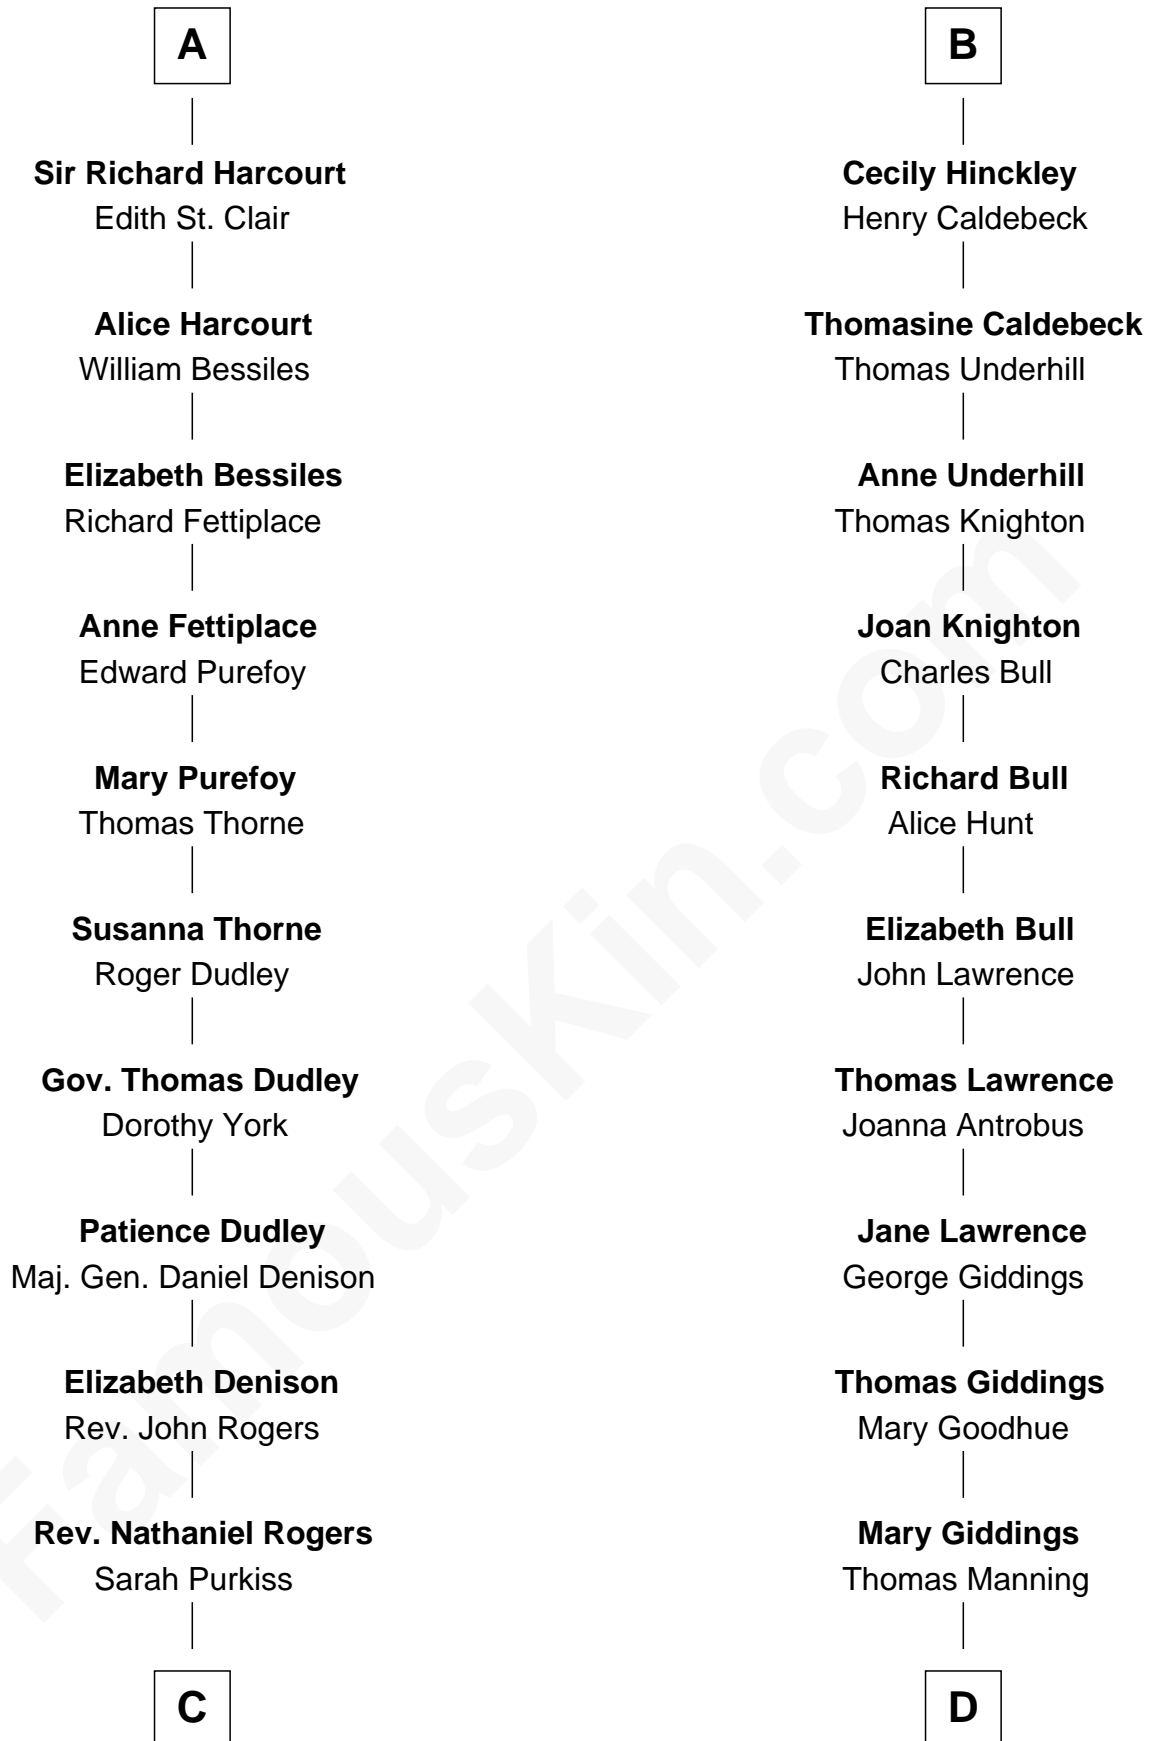 A
Sir Richard Harcourt
Edith St. Clair
Alice Harcourt
William Bessiles
Elizabeth Bessiles
Richard Fettiplace
Anne Fettiplace
Edward Purefoy
Mary Purefoy
Thomas Thorne
Susanna Thorne
Roger Dudley
Gov. Thomas Dudley
Dorothy York
Patience Dudley
Maj. Gen. Daniel Denison
Elizabeth Denison
Rev. John Rogers
Rev. Nathaniel Rogers
Sarah Purkiss
C
B
Cecily Hinckley
Henry Caldebeck
Thomasine Caldebeck
Thomas Underhill
Anne Underhill
Thomas Knighton
Joan Knighton
Charles Bull
Richard Bull
Alice Hunt
Elizabeth Bull
John Lawrence
Thomas Lawrence
Joanna Antrobus
Jane Lawrence
George Giddings
Thomas Giddings
Mary Goodhue
Mary Giddings
Thomas Manning
D
FamousKin.com